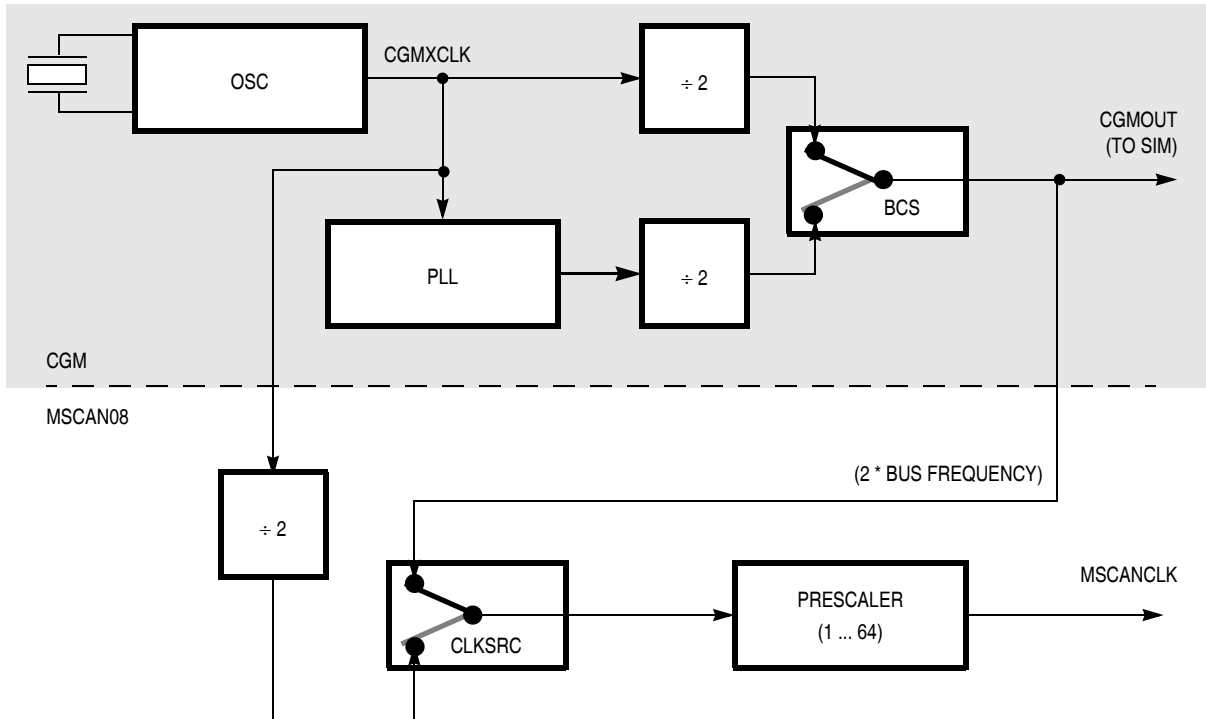 CGMXCLK
OSC
÷ 2
CGMOUT
(TO SIM)
BCS
PLL
÷ 2
CGM
MSCAN08
(2 * BUS FREQUENCY)
÷ 2
MSCANCLK
PRESCALER
(1 ... 64)
CLKSRC